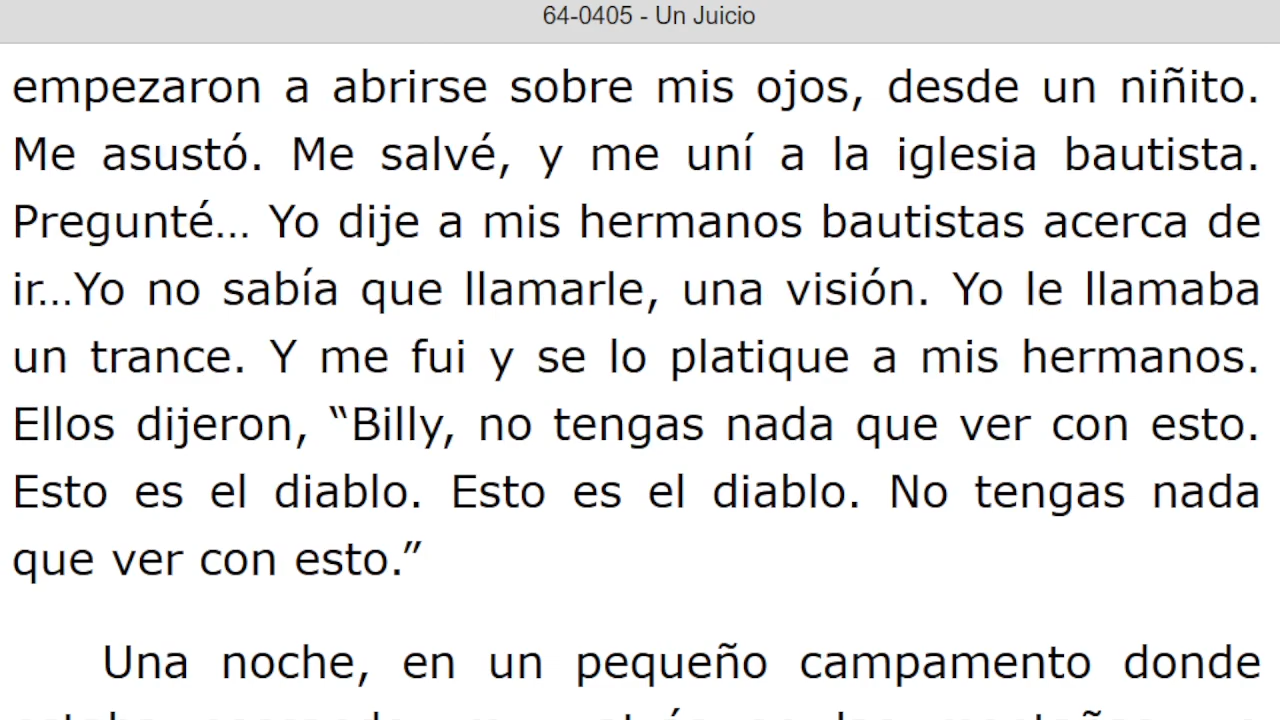 64-0405 - Un Juicio
empezaron a abrirse sobre mis ojos, desde un niñito.
Me asustó. Me salvé, y me uní a la iglesia bautista.
Pregunté... Yo dije a mis hermanos bautistas acerca de
ir...Yo no sabía que llamarle, una visión. Yo le llamaba
un trance. Y me fui y se lo platique a mis hermanos.
Ellos dijeron, “Billy, no tengas nada que ver con esto.
Esto es el diablo. Esto es el diablo. No tengas nada
que ver con esto.”
Una noche, en un pequeño campamento donde